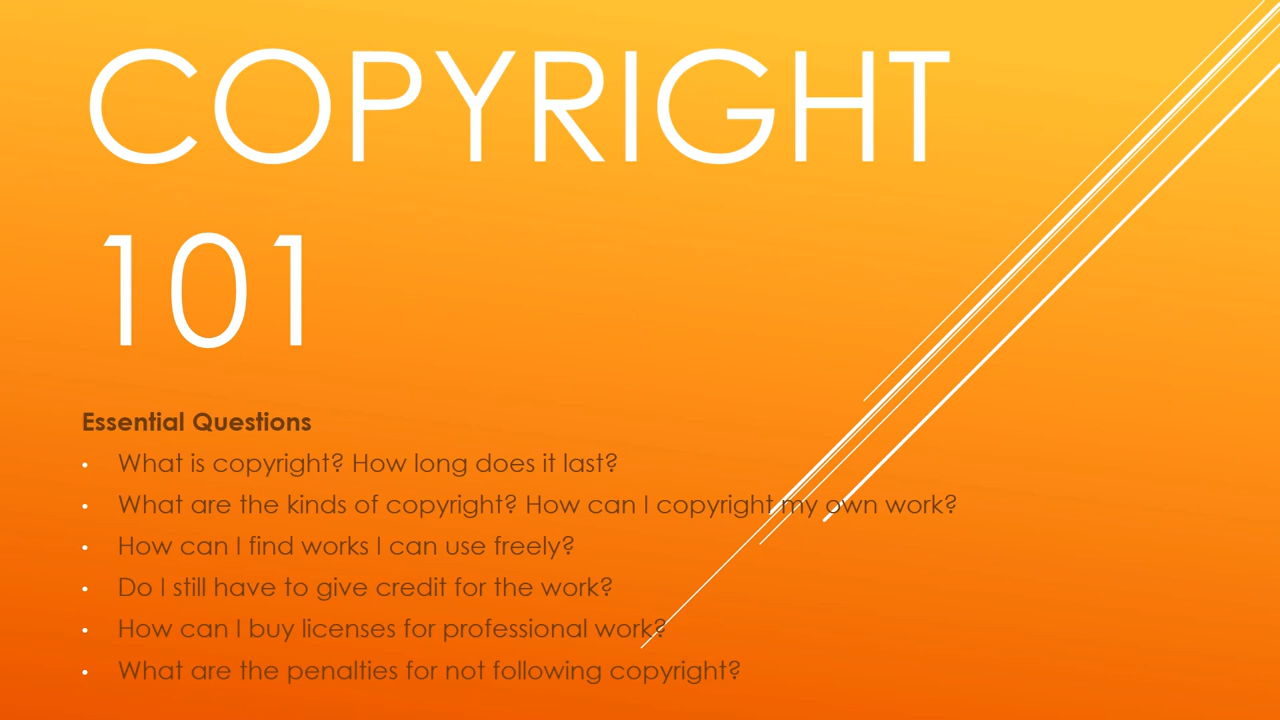 COPYRIGHT
101
Essential Questions
• What is copyright? How long does it last?
• What are the kinds of copyright? How can I copyright my own work?
• How can I find works I can use freely?
• Do I still have to give credit for the work?
• How can I buy licenses for professional work?
• What are the penalties for not following copyright?